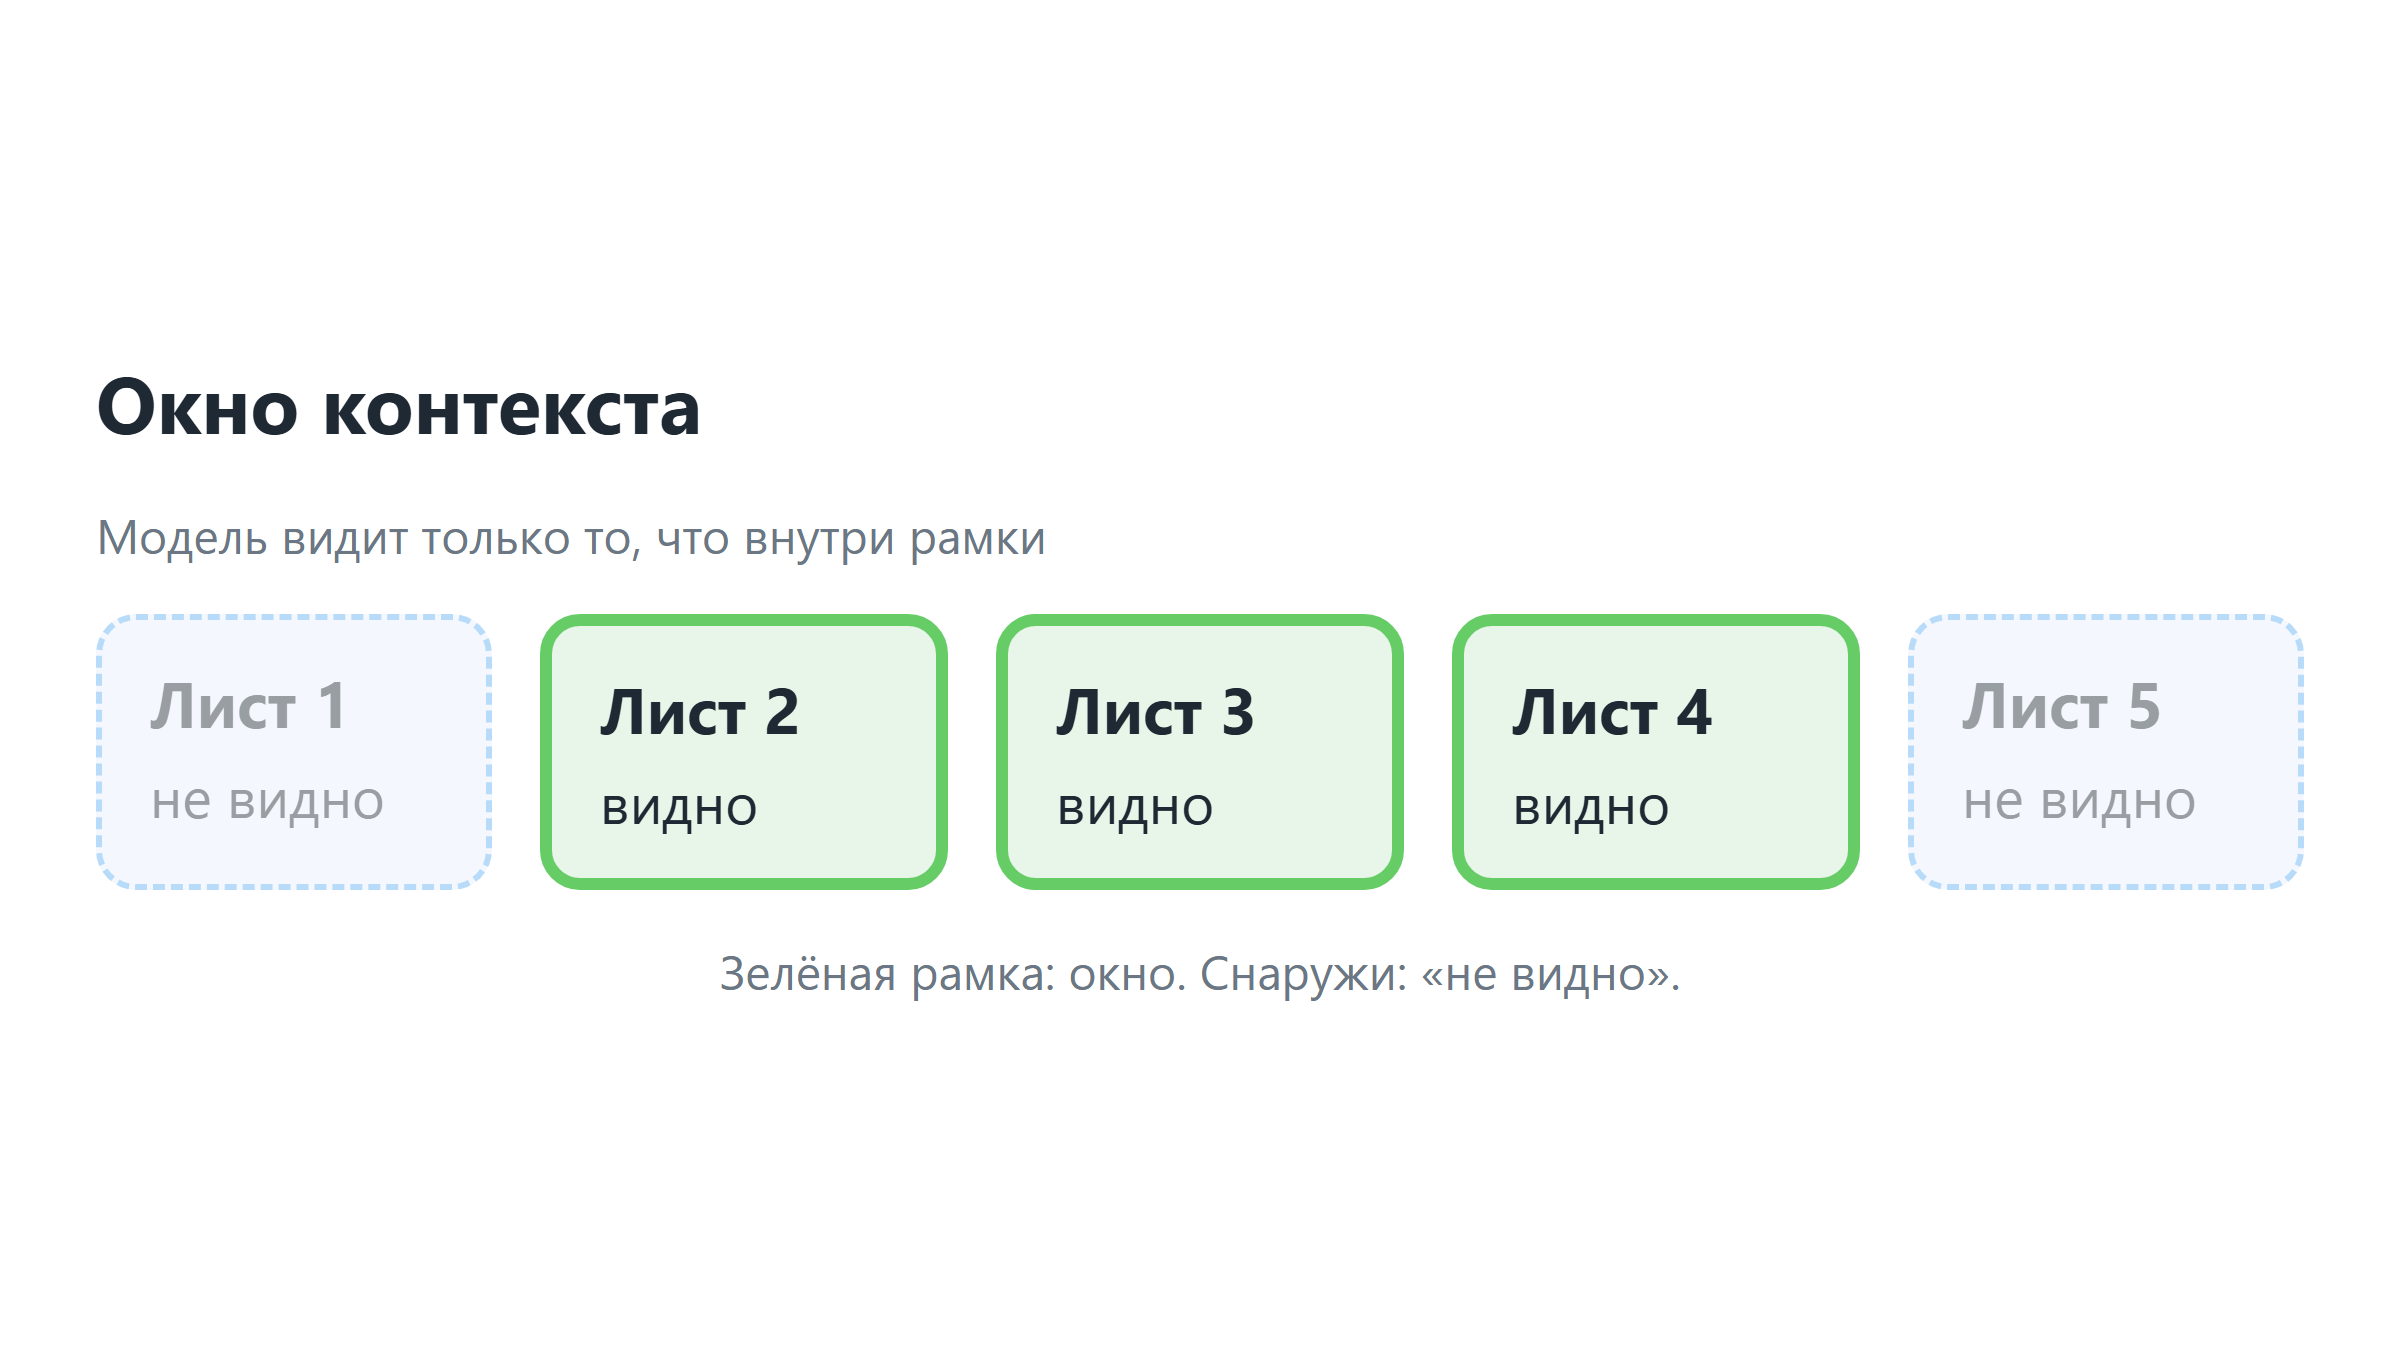 Окно контекста
Модель видит только то, что внутри рамки
Лист 1
не видно
Лист 2
видно
Лист 3
видно
Лист 4
видно
Лист 5
не видно
Зелёная рамка: окно. Снаружи: «не видно».